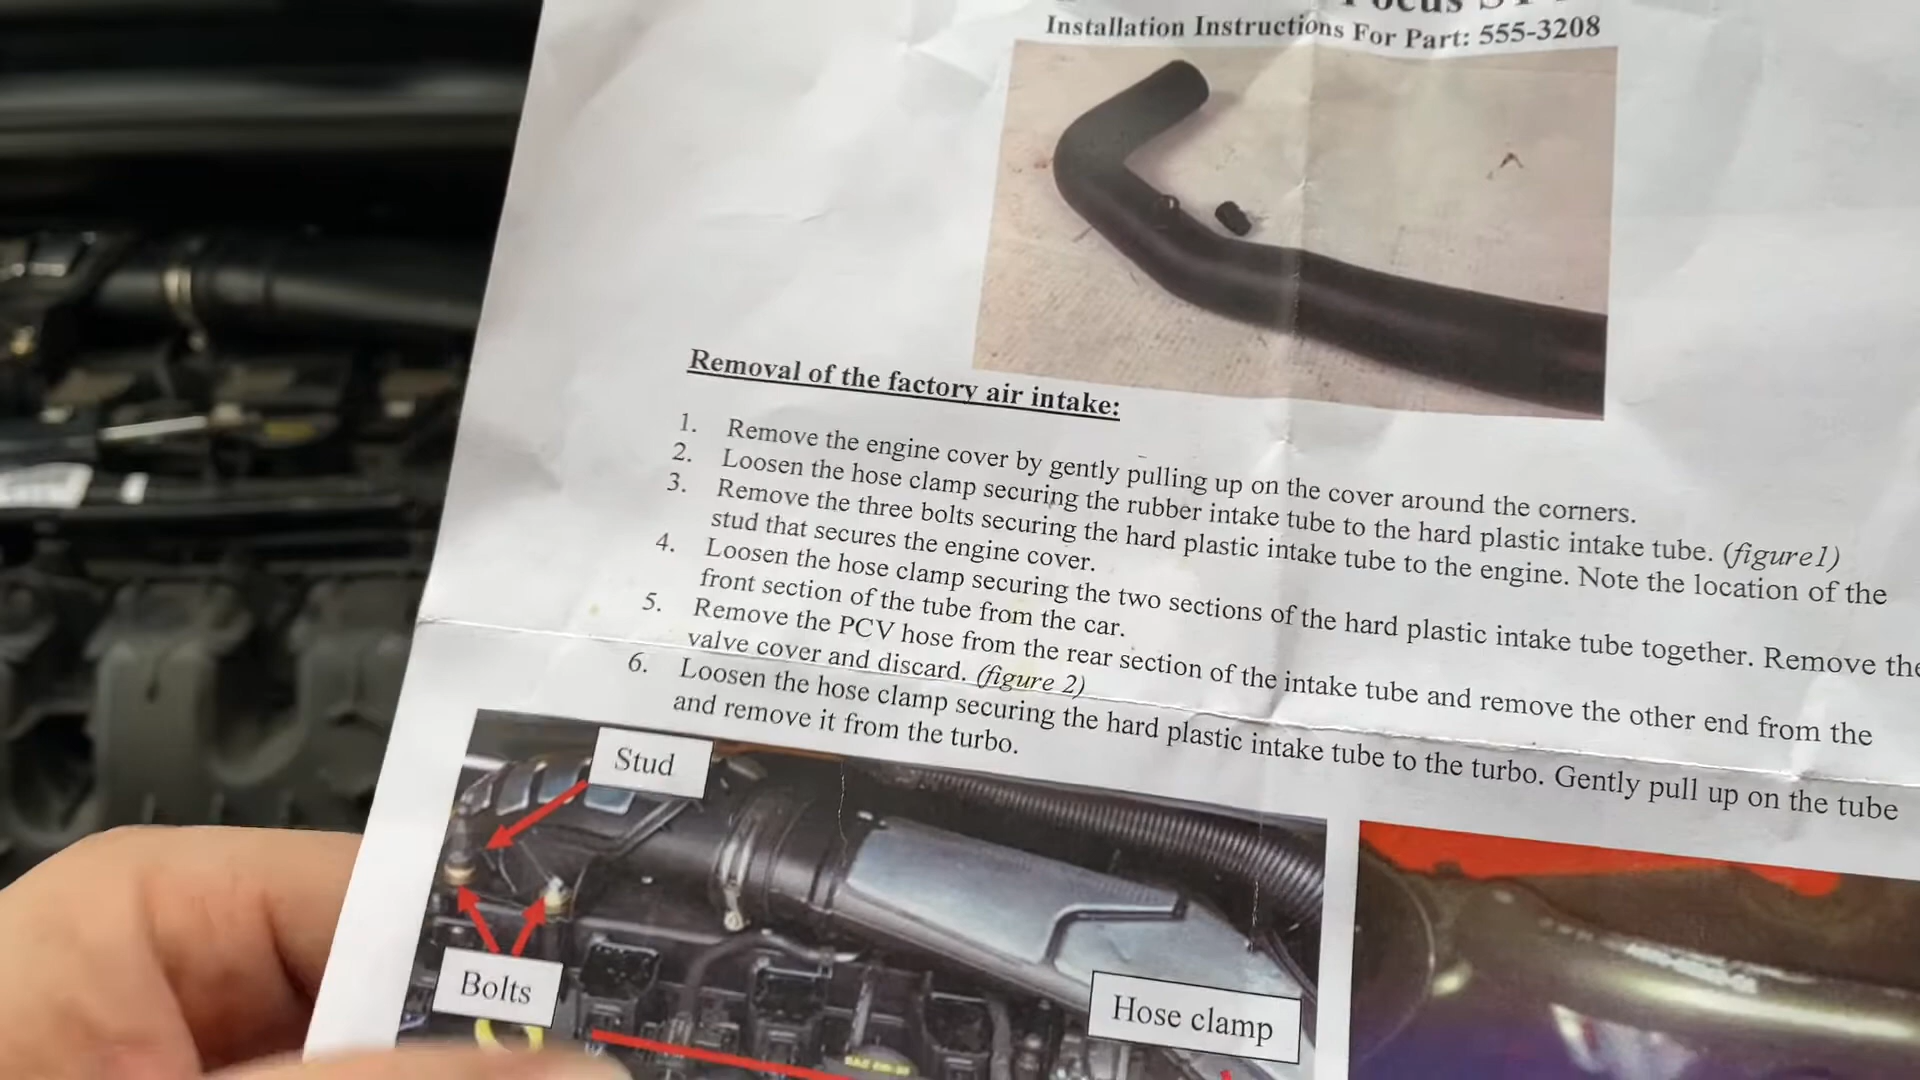 Focus ST
Installation Instructions For Part: 555-3208
Removal of the factory air intake:
1. Remove the engine cover by gently pulling up on the cover around the corners.
2. Loosen the hose clamp securing the rubber intake tube to the hard plastic intake tube. (figure1)
3. Remove the three bolts securing the hard plastic intake tube to the engine. Note the location of the
stud that secures the engine cover.
4. Loosen the hose clamp securing the two sections of the hard plastic intake tube together. Remove the
front section of the tube from the car.
5. Remove the PCV hose from the rear section of the intake tube and remove the other end from the
valve cover and discard. (figure 2)
6. Loosen the hose clamp securing the hard plastic intake tube to the turbo. Gently pull up on the tube
and remove it from the turbo.
Stud
Bolts
Hose clamp